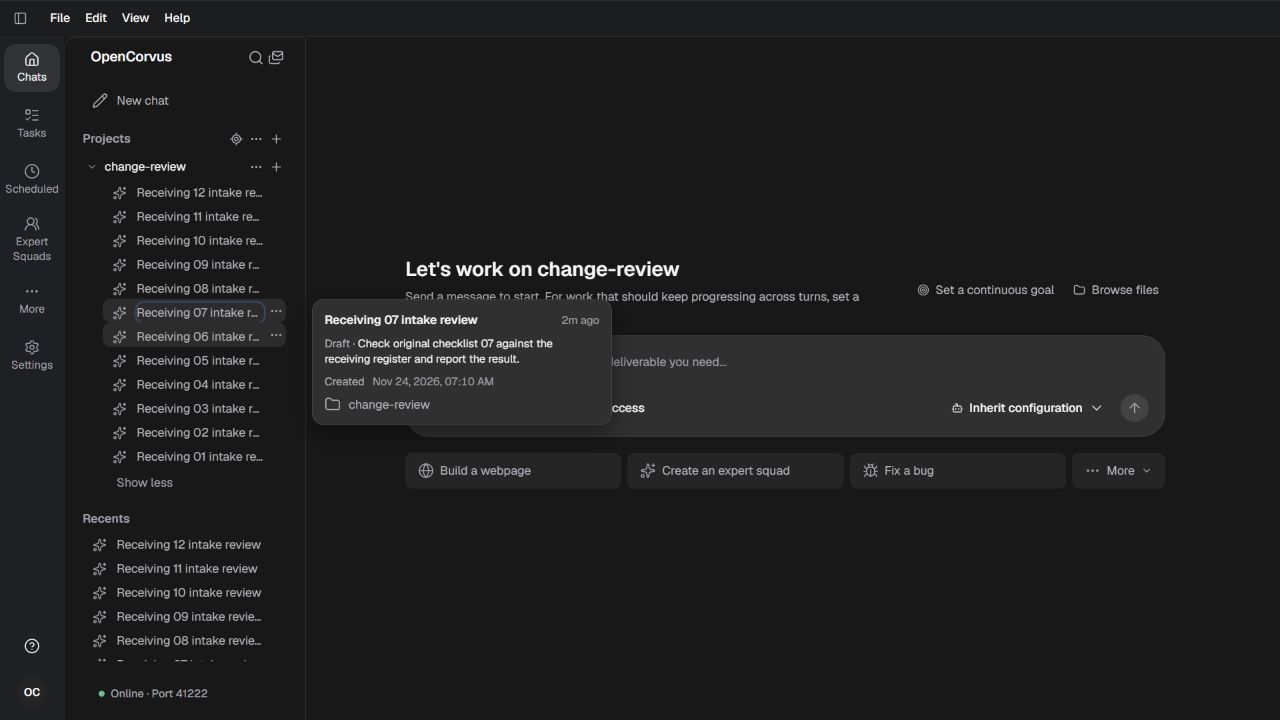 File Edit View Help
OpenCorvus
Chats
Tasks
Scheduled
Expert
Squads
More
Settings
OC
New chat
Projects
change-review
Receiving 12 intake re...
Receiving 11 intake re...
Receiving 10 intake re...
Receiving 09 intake r...
Receiving 08 intake r...
Receiving 07 intake r...
Receiving 06 intake r...
Receiving 05 intake r...
Receiving 04 intake r...
Receiving 03 intake r...
Receiving 02 intake r...
Receiving 01 intake re...
Show less
Recents
Receiving 12 intake review
Receiving 11 intake review
Receiving 10 intake review
Receiving 09 intake revie...
Receiving 08 intake revie...
Online · Port 41222
Let's work on change-review
Send a message to start. For work that should keep progressing across turns, set a
Set a continuous goal
Browse files
Receiving 07 intake review 2m ago
Draft · Check original checklist 07 against the
receiving register and report the result.
Created Nov 24, 2026, 07:10 AM
change-review
deliverable you need...
Inherit configuration
Build a webpage
Create an expert squad
Fix a bug
More